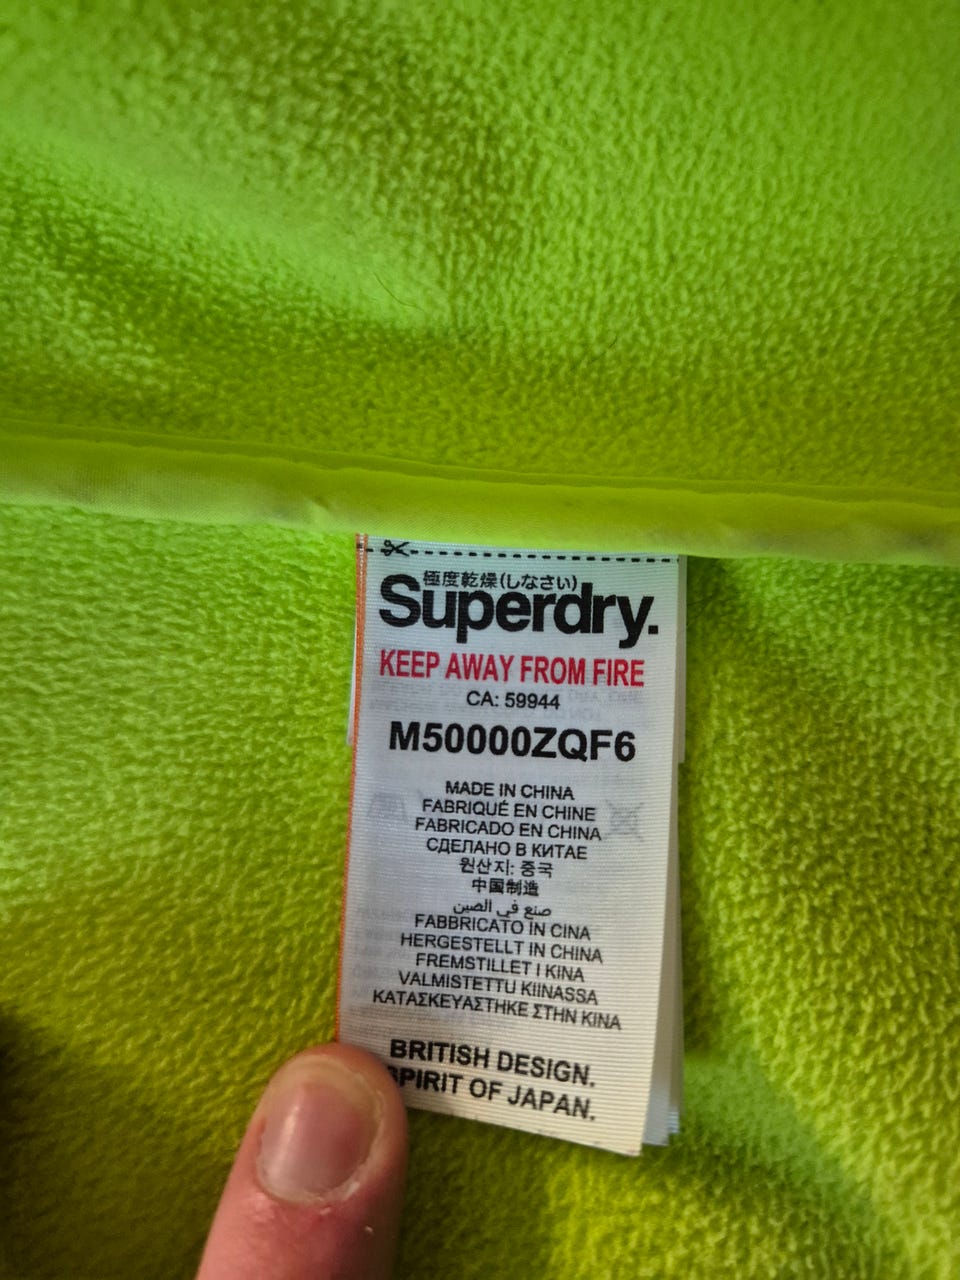 極度乾燥(しなさい)
Superdry.
KEEP AWAY FROM FIRE
CA: 59944
M50000ZQF6
MADE IN CHINA
FABRIQUÉ EN CHINE
FABRICADO EN CHINA
СДЕЛАНО В КИТАЕ
원산지: 중국
中国制造
صنع في الصين
FABBRICATO IN CINA
HERGESTELLT IN CHINA
FREMSTILLET I KINA
VALMISTETTU KIINASSA
ΚΑΤΑΣΚΕΥΑΣΤΗΚΕ ΣΤΗΝ ΚΙΝΑ
BRITISH DESIGN.
SPIRIT OF JAPAN.